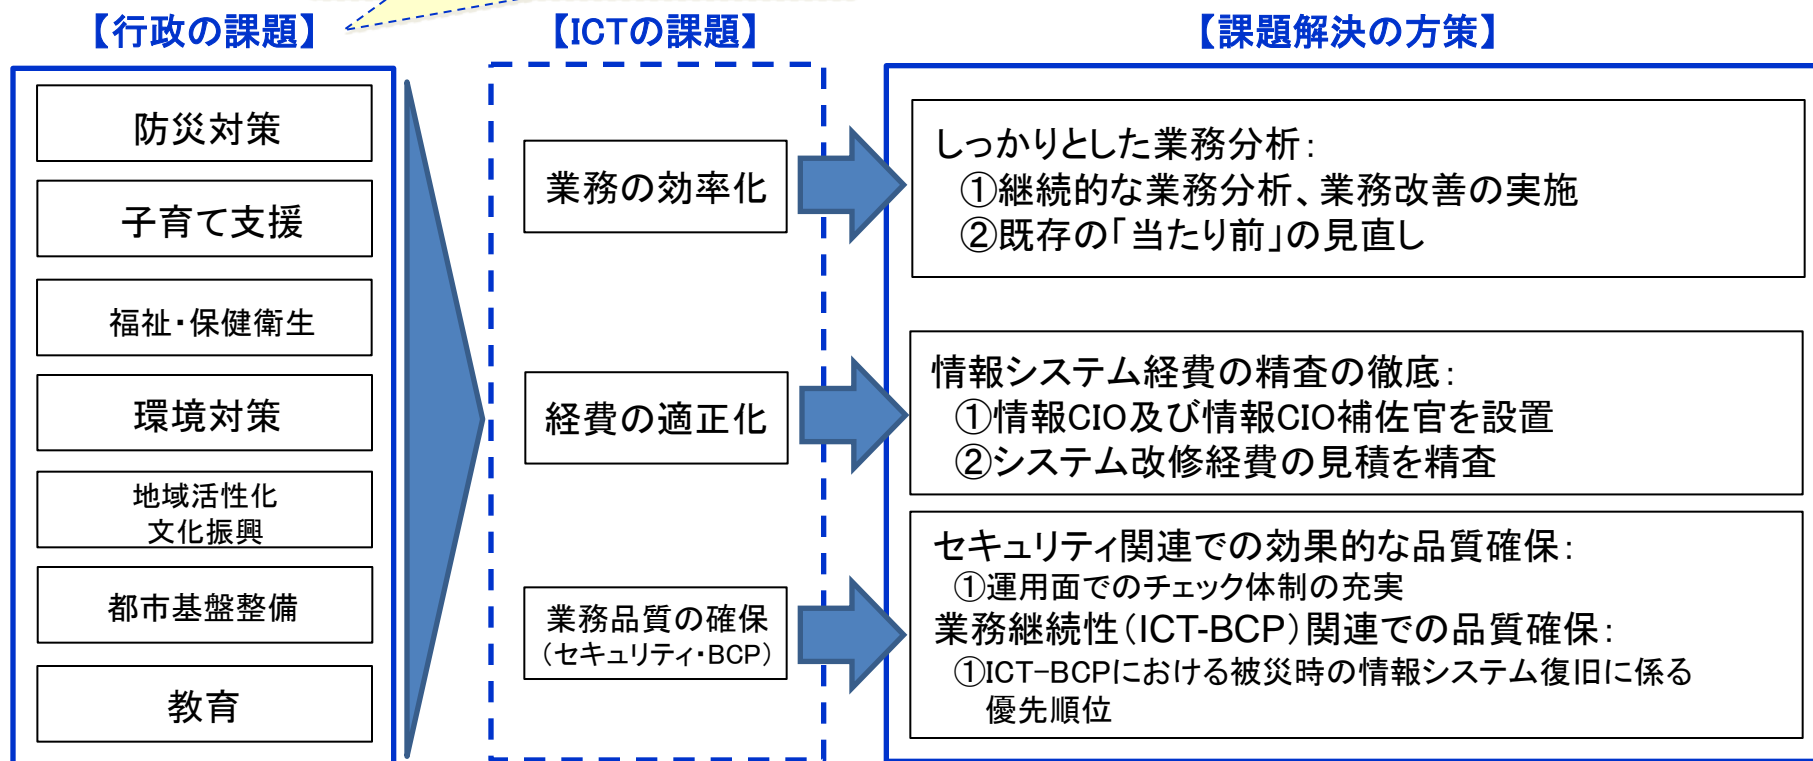 【行政の課題】
防災対策
子育て支援
福祉・保健衛生
環境対策
地域活性化
文化振興
都市基盤整備
教育
【ICTの課題】
業務の効率化
経費の適正化
業務品質の確保
（セキュリティ・BCP）
【課題解決の方策】
しっかりとした業務分析：
①継続的な業務分析、業務改善の実施
②既存の「当たり前」の見直し
情報システム経費の精査の徹底：
①情報CIO及び情報CIO補佐官を設置
②システム改修経費の見積を精査
セキュリティ関連での効果的な品質確保：
①運用面でのチェック体制の充実
業務継続性（ICT-BCP）関連での品質確保：
①ICT-BCPにおける被災時の情報システム復旧に係る
優先順位